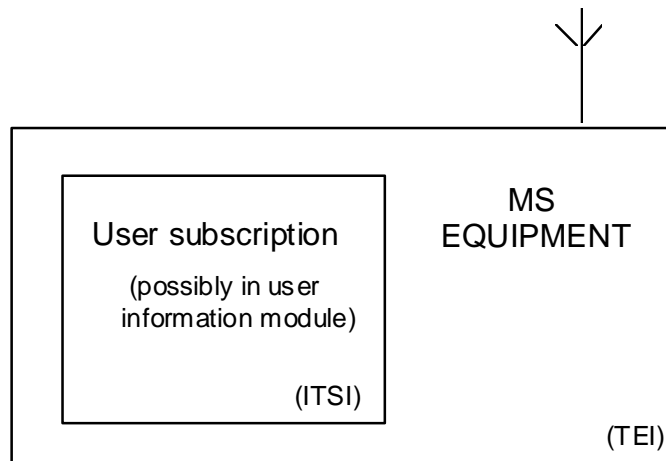 MS
EQUIPMENT
User subscription
(possibly in user
information module)
(ITSI)
(TEI)